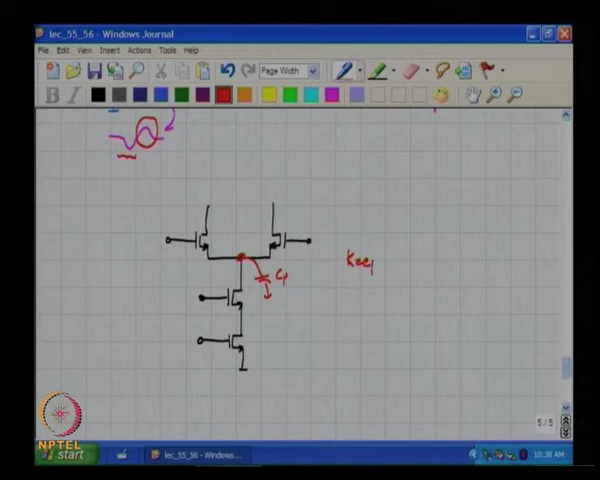 lec_55_56 - Windows Journal
File Edit View Insert Actions Tools Help
Page Width
B I
Keep
5/5
NPTEL
start
lec_55_56 - Windows...
10:38 AM